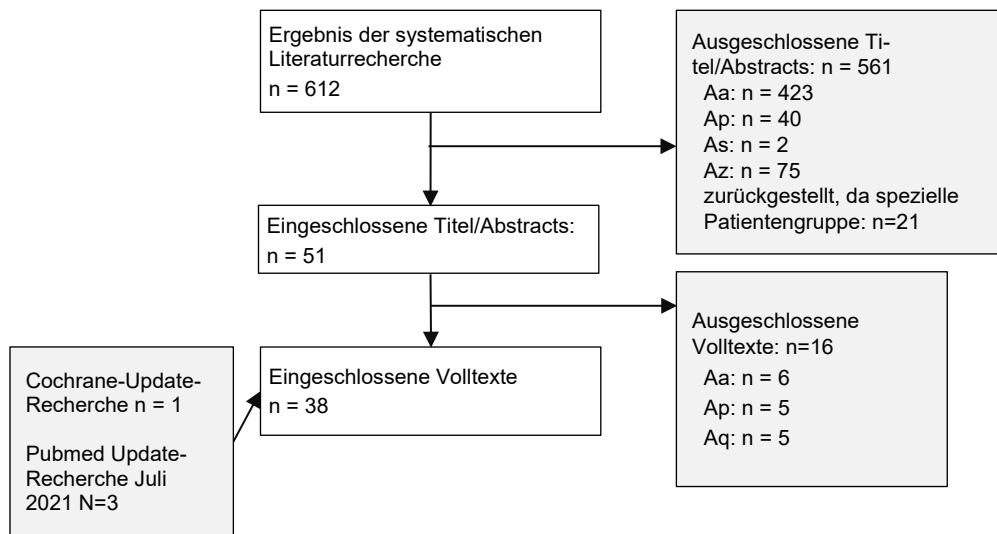 Ergebnis der systematischen
Literaturrecherche
n = 612
Ausgeschlossene Ti-
tel/Abstracts: n = 561
Aa: n = 423
Ap: n = 40
As: n = 2
Az: n = 75
zurückgestellt, da spezielle
Patientengruppe: n=21
Eingeschlossene Titel/Abstracts:
n = 51
Ausgeschlossene
Volltexte: n=16
Aa: n = 6
Ap: n = 5
Aq: n = 5
Cochrane-Update-
Recherche n = 1
Pubmed Update-
Recherche Juli
2021 N=3
Eingeschlossene Volltexte
n = 38